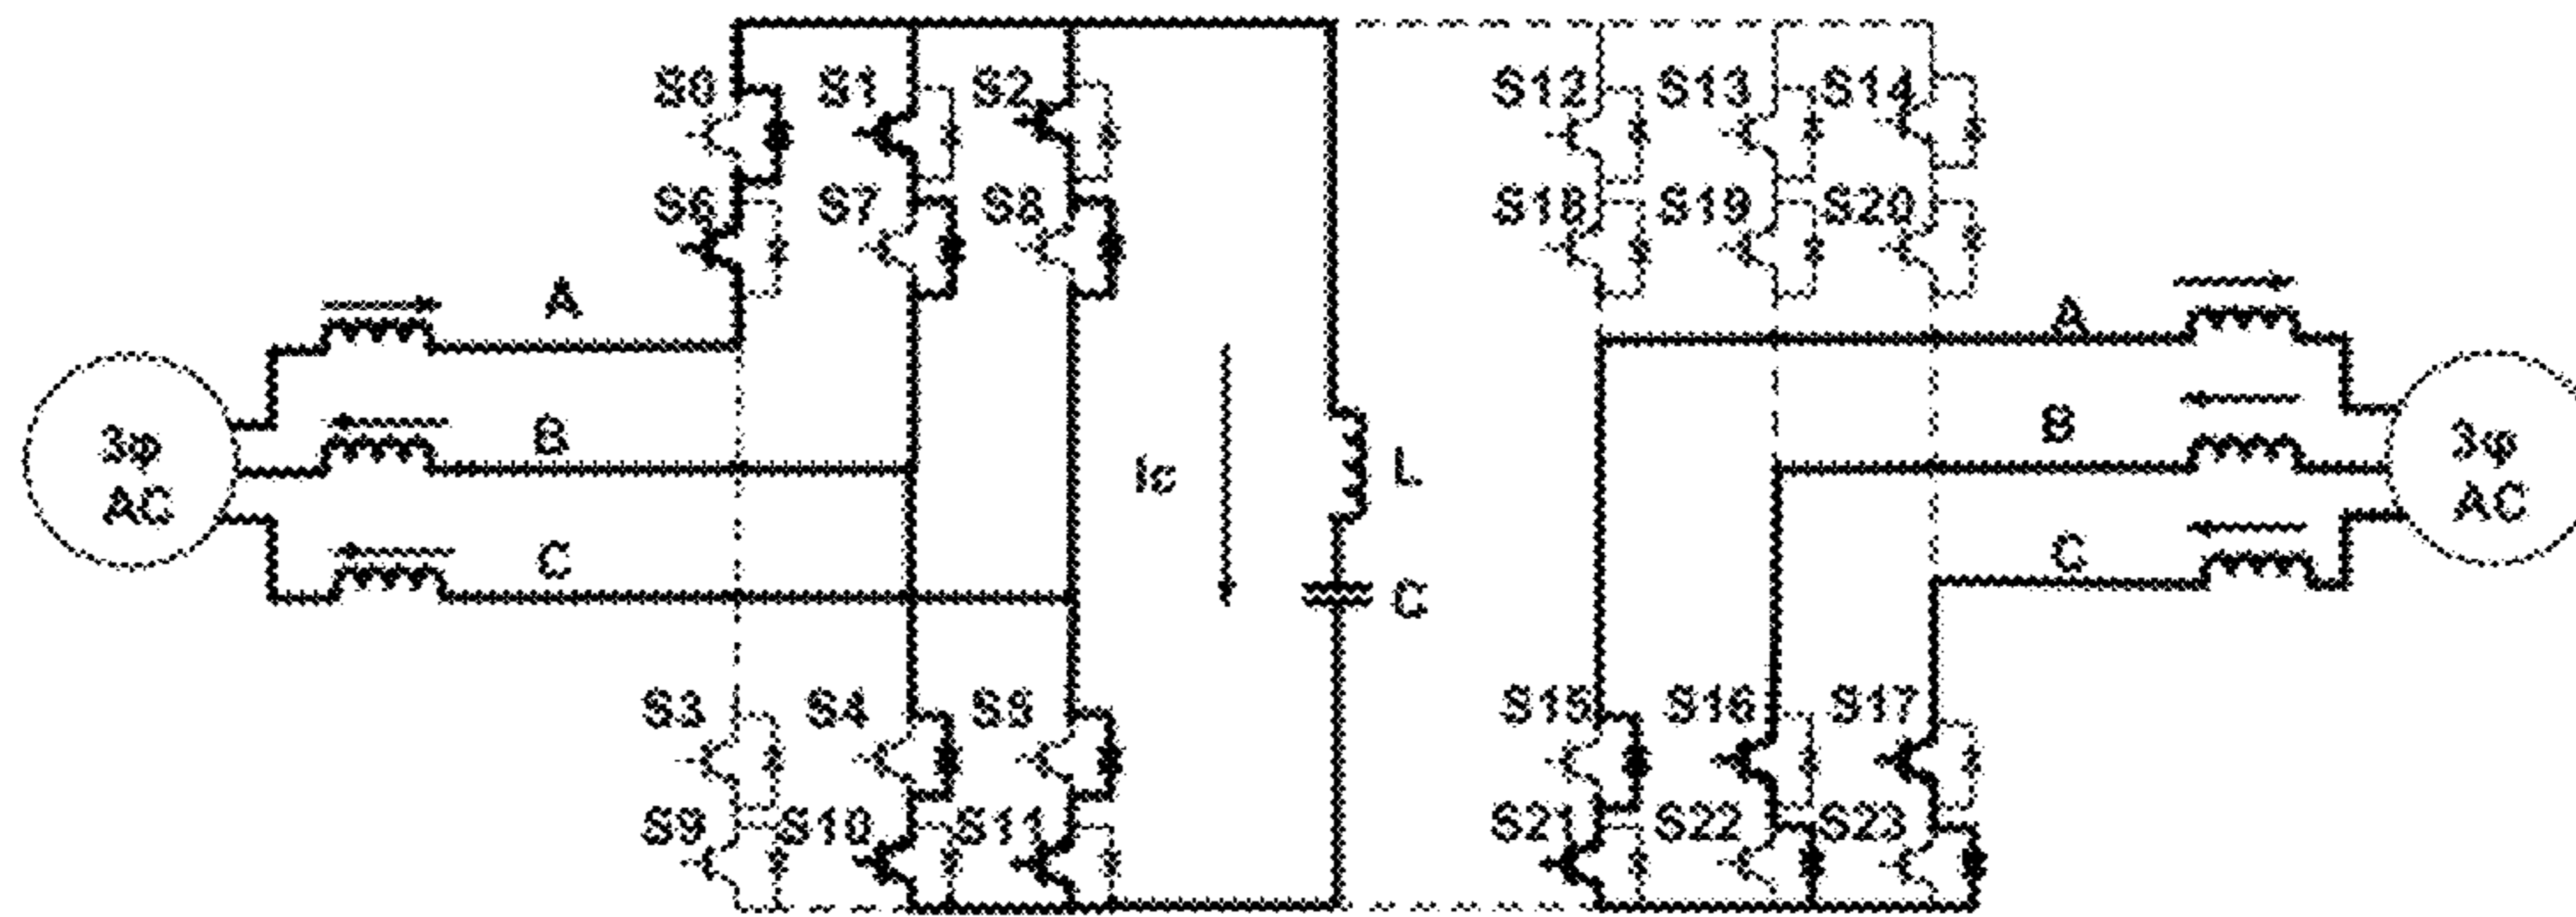 S0 S1 S2 S12 S13 S14
S6 S7 S8 S18 S19 S20
A A
3φ AC B Ic L B 3φ AC
C C C
S3 S4 S5 S15 S16 S17
S9 S10 S11 S21 S22 S23